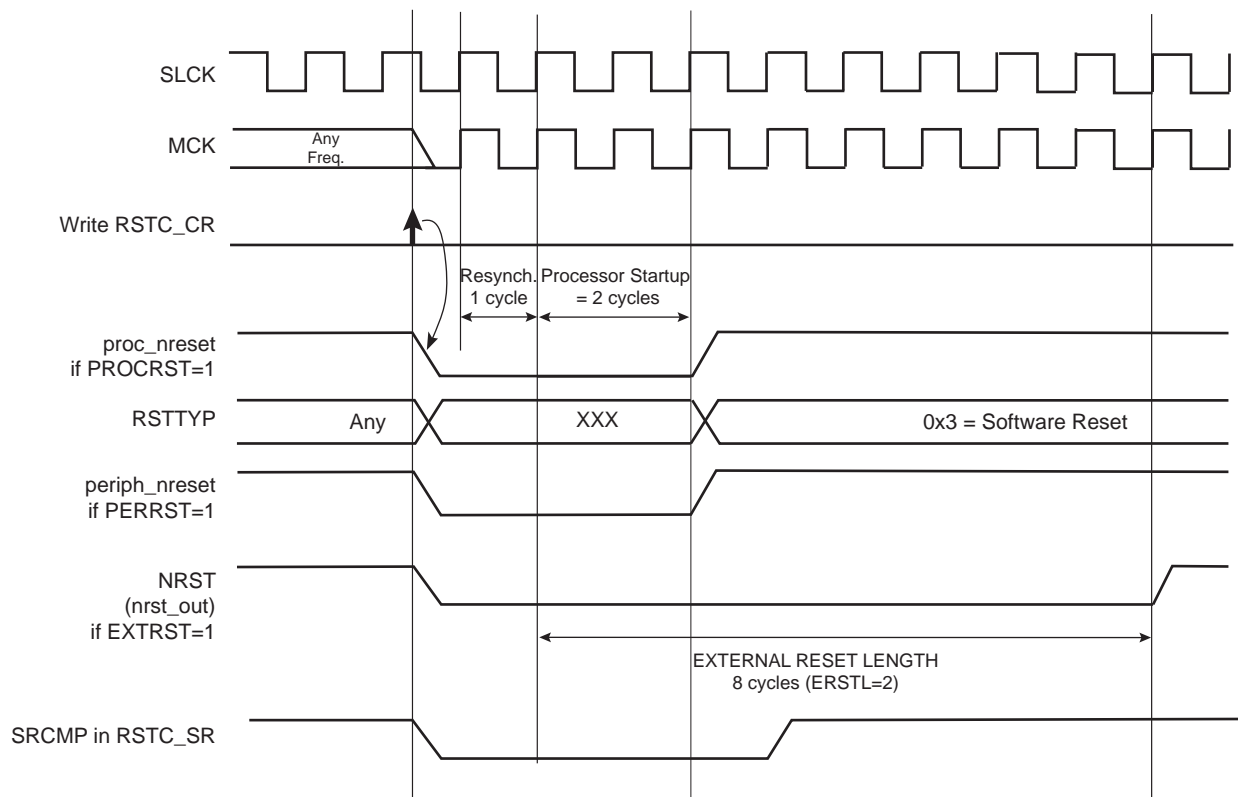 SLCK
MCK
Any
Freq.
Write RSTC_CR
Resynch.
1 cycle
Processor Startup
= 2 cycles
proc_nreset
if PROCRST=1
RSTTYP
Any
XXX
0x3 = Software Reset
periph_nreset
if PERRST=1
NRST
(nrst_out)
if EXTRST=1
EXTERNAL RESET LENGTH
8 cycles (ERSTL=2)
SRCMP in RSTC_SR